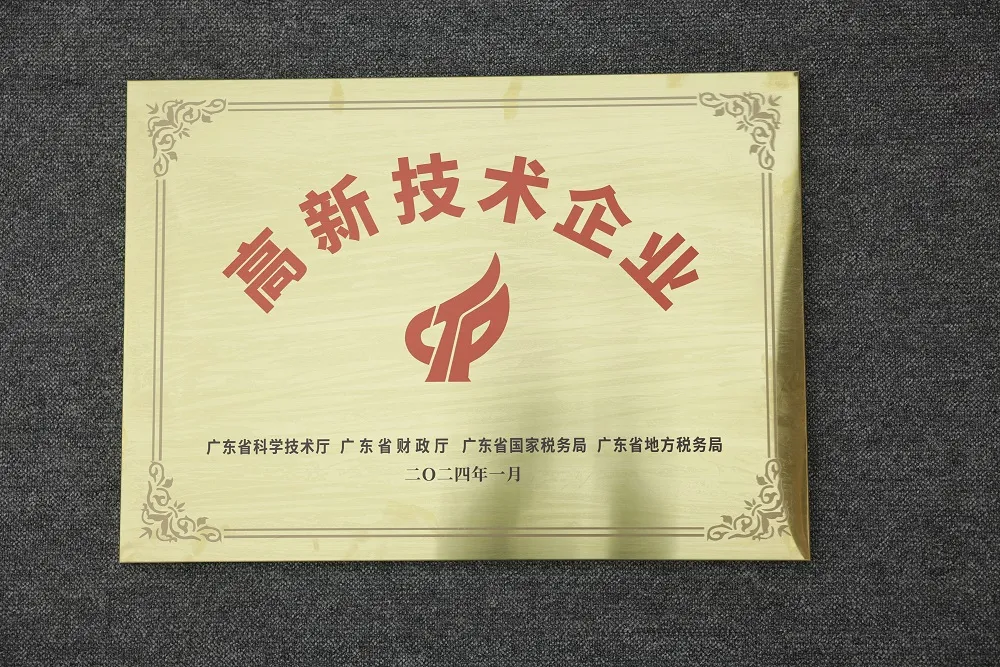 高新技术企业
广东省科学技术厅 广东省财政厅 广东省国家税务局 广东省地方税务局
二〇二四年一月